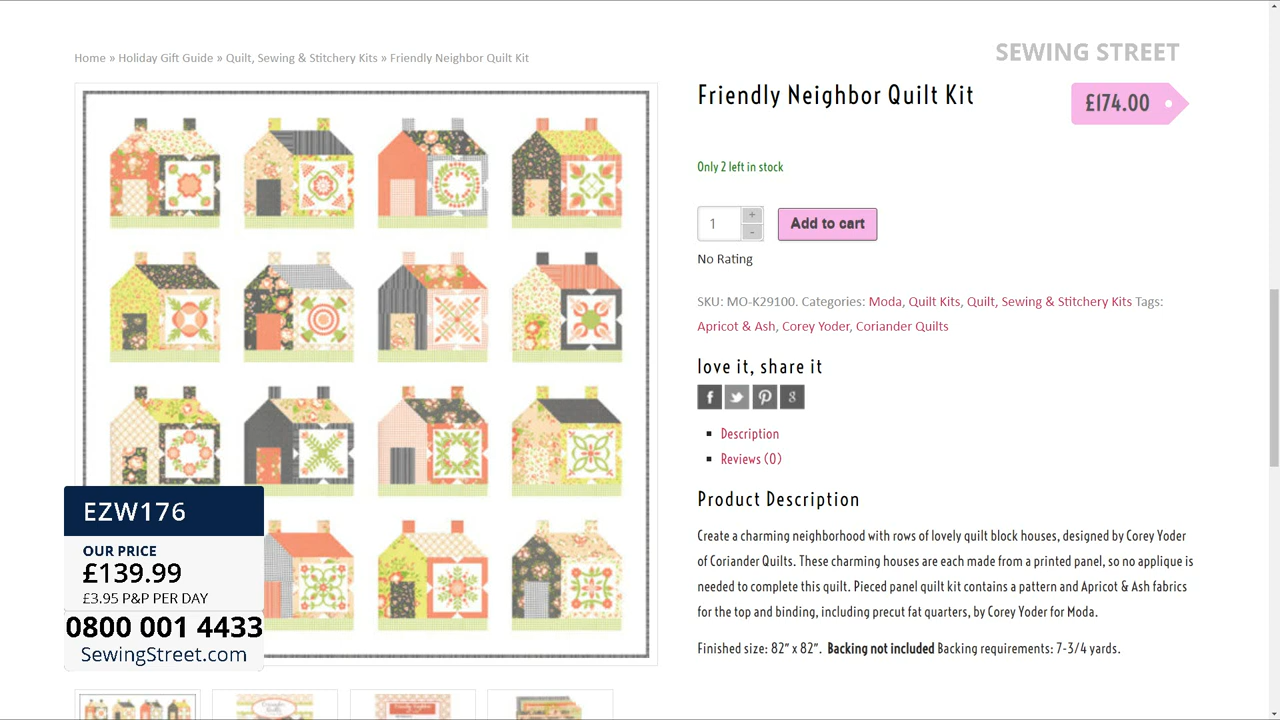 Home » Holiday Gift Guide » Quilt, Sewing & Stitchery Kits » Friendly Neighbor Quilt Kit
SEWING STREET
Friendly Neighbor Quilt Kit
£174.00
Only 2 left in stock
1
+
-
Add to cart
No Rating
SKU: MO-K29100. Categories: Moda, Quilt Kits, Quilt, Sewing & Stitchery Kits Tags:
Apricot & Ash, Corey Yoder, Coriander Quilts
love it, share it
Description
Reviews (0)
Product Description
Create a charming neighborhood with rows of lovely quilt block houses, designed by Corey Yoder
of Coriander Quilts. These charming houses are each made from a printed panel, so no applique is
needed to complete this quilt. Pieced panel quilt kit contains a pattern and Apricot & Ash fabrics
for the top and binding, including precut fat quarters, by Corey Yoder for Moda.
Finished size: 82″ x 82″. Backing not included Backing requirements: 7-3/4 yards.
EZW176
OUR PRICE
£139.99
£3.95 P&P PER DAY
0800 001 4433
SewingStreet.com